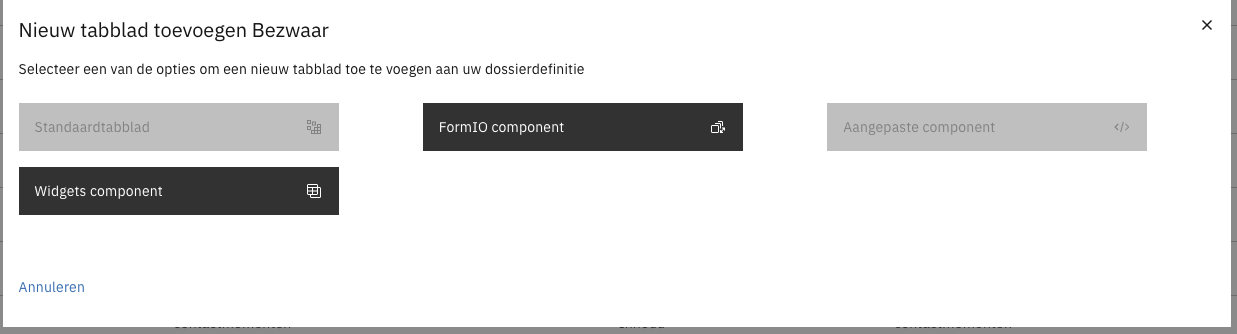 Nieuw tabblad toevoegen Bezwaar
Selecteer een van de opties om een nieuw tabblad toe te voegen aan uw dossierdefinitie
Standaardtabblad
FormIO component
Aangepaste component
Widgets component
Annuleren